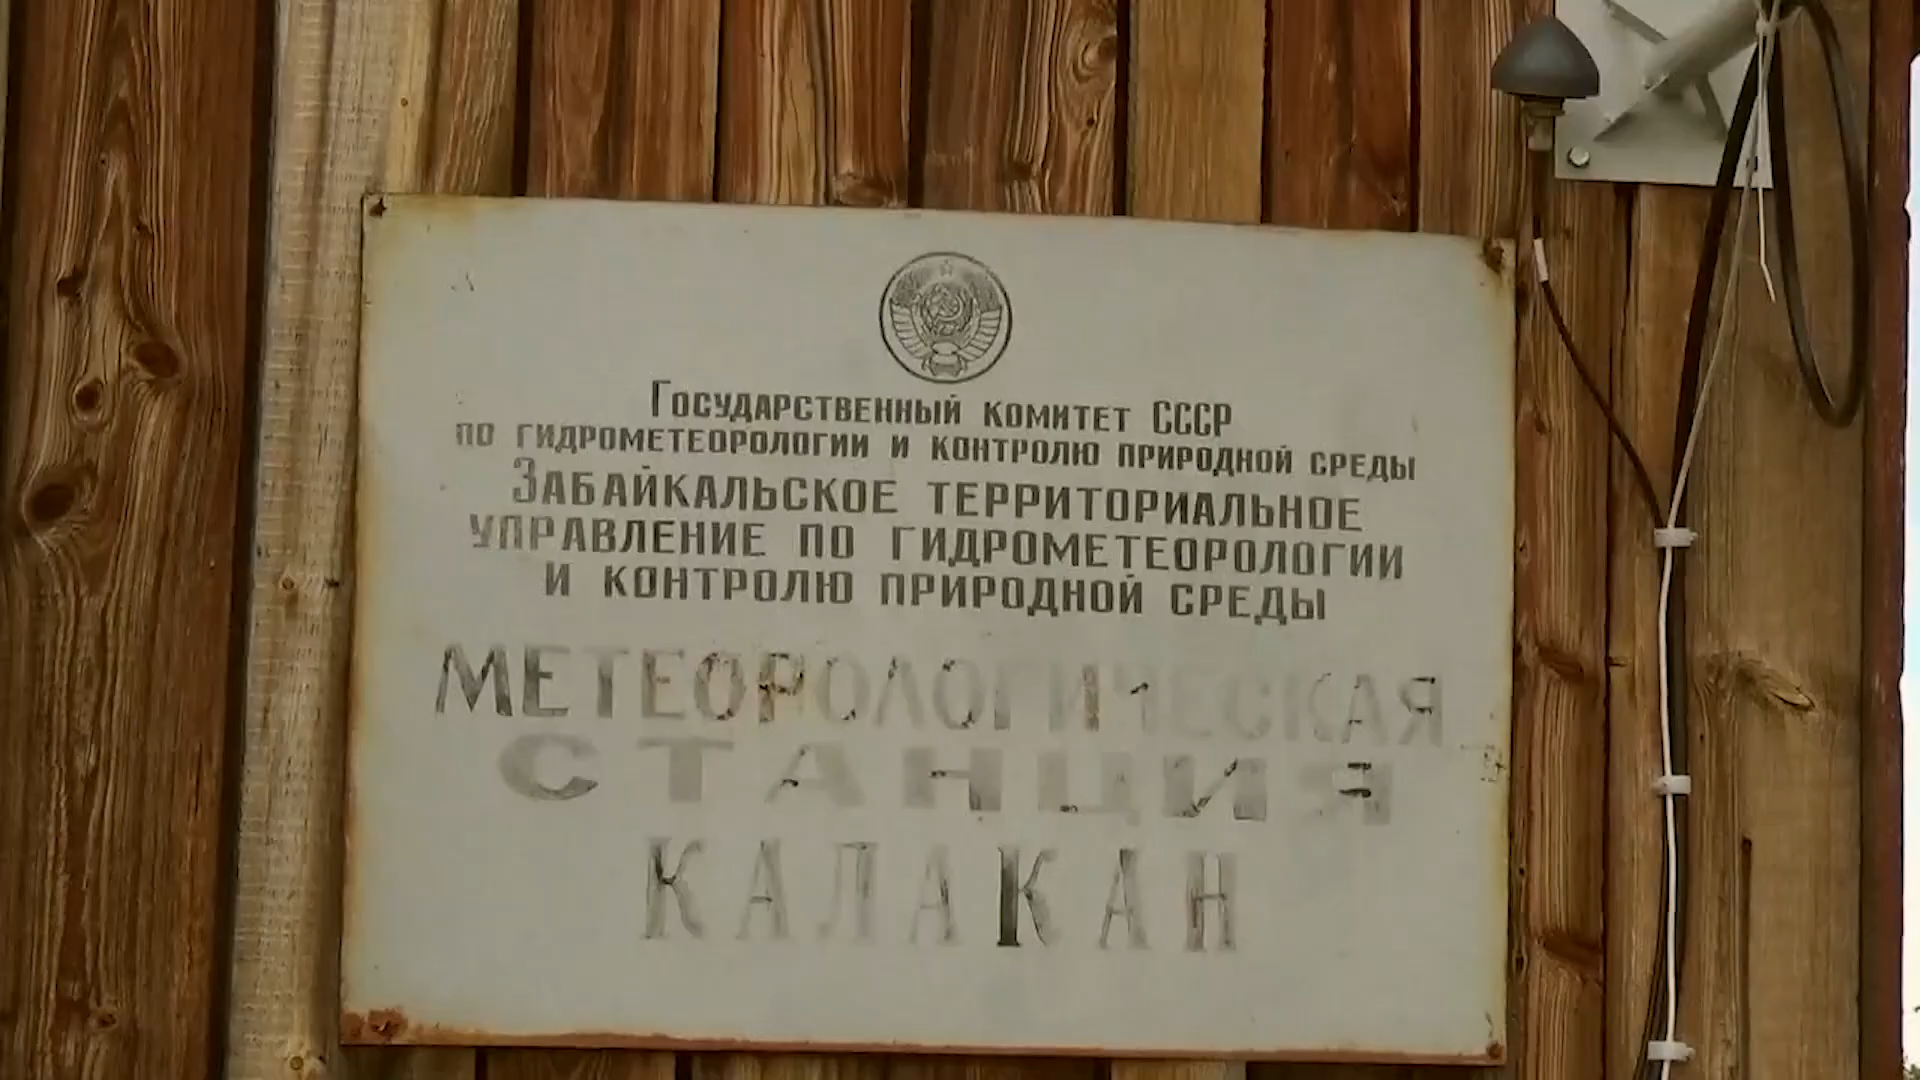 Государственный комитет СССР
по гидрометеорологии и контролю природной среды
Забайкальское территориальное
управление по гидрометеорологии
и контролю природной среды
МЕТЕОРОЛОГИЧЕСКАЯ
СТАНЦИЯ
КАЛАКАН